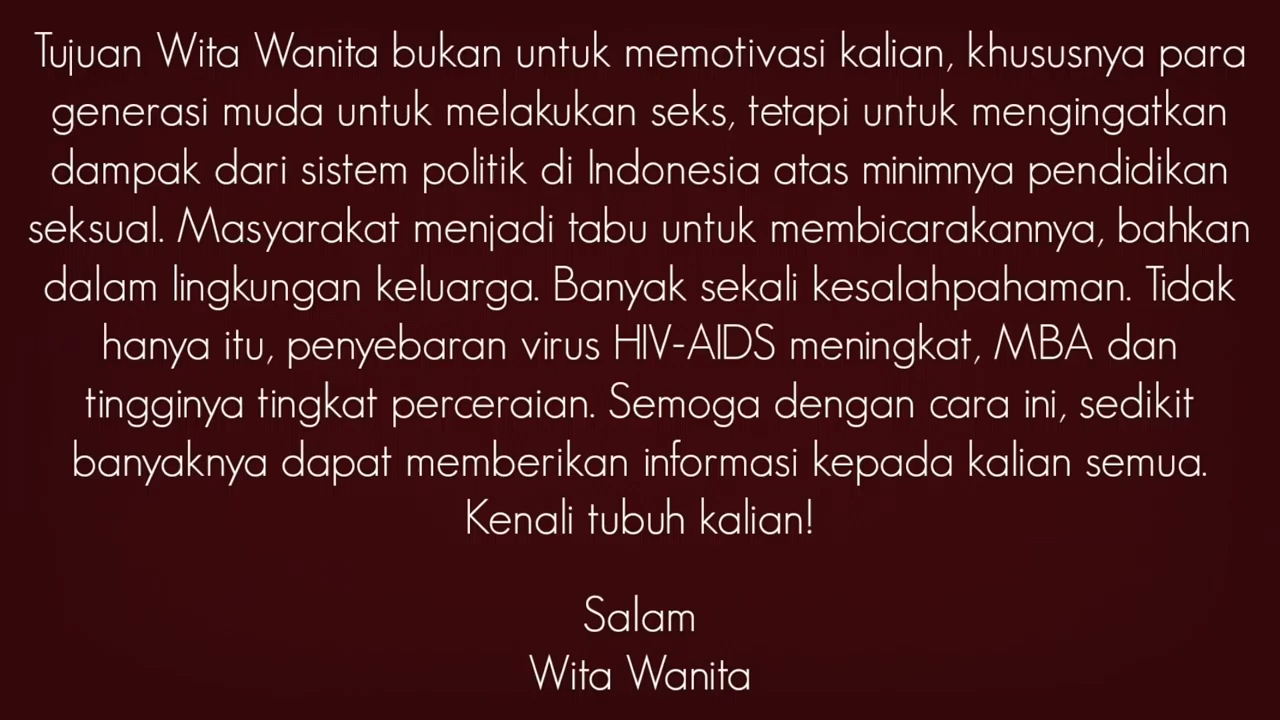 Tujuan Wita Wanita bukan untuk memotivasi kalian, khususnya para
generasi muda untuk melakukan seks, tetapi untuk mengingatkan
dampak dari sistem politik di Indonesia atas minimnya pendidikan
seksual. Masyarakat menjadi tabu untuk membicarakannya, bahkan
dalam lingkungan keluarga. Banyak sekali kesalahpahaman. Tidak
hanya itu, penyebaran virus HIV-AIDS meningkat, MBA dan
tingginya tingkat perceraian. Semoga dengan cara ini, sedikit
banyaknya dapat memberikan informasi kepada kalian semua.
Kenali tubuh kalian!
Salam
Wita Wanita